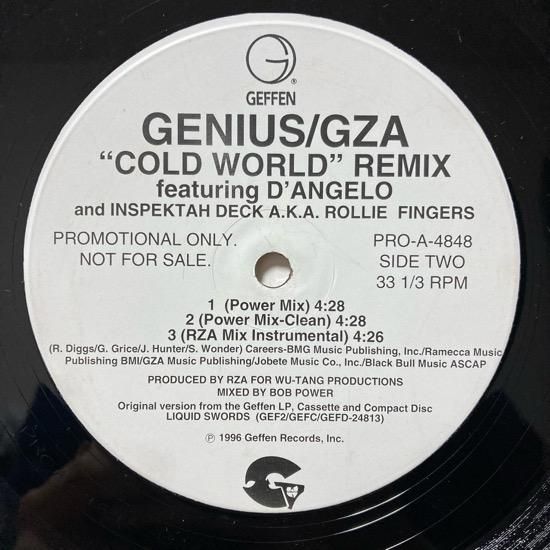 GEFFEN
GENIUS/GZA
“COLD WORLD” REMIX
featuring D'ANGELO
and INSPEKTAH DECK A.K.A. ROLLIE FINGERS
PROMOTIONAL ONLY.
NOT FOR SALE.
PRO-A-4848
SIDE TWO
33 1/3 RPM
1 (Power Mix) 4:28
2 (Power Mix-Clean) 4:28
3 (RZA Mix Instrumental) 4:26
(R. Diggs/G. Grice/J. Hunter/S. Wonder) Careers-BMG Music Publishing, Inc./Ramecca Music
Publishing BMI/GZA Music Publishing/Jobete Music Co., Inc./Black Bull Music ASCAP
PRODUCED BY RZA FOR WU-TANG PRODUCTIONS
MIXED BY BOB POWER
Original version from the Geffen LP, Cassette and Compact Disc
LIQUID SWORDS (GEF2/GEFC/GEFD-24813)
℗ 1996 Geffen Records, Inc.